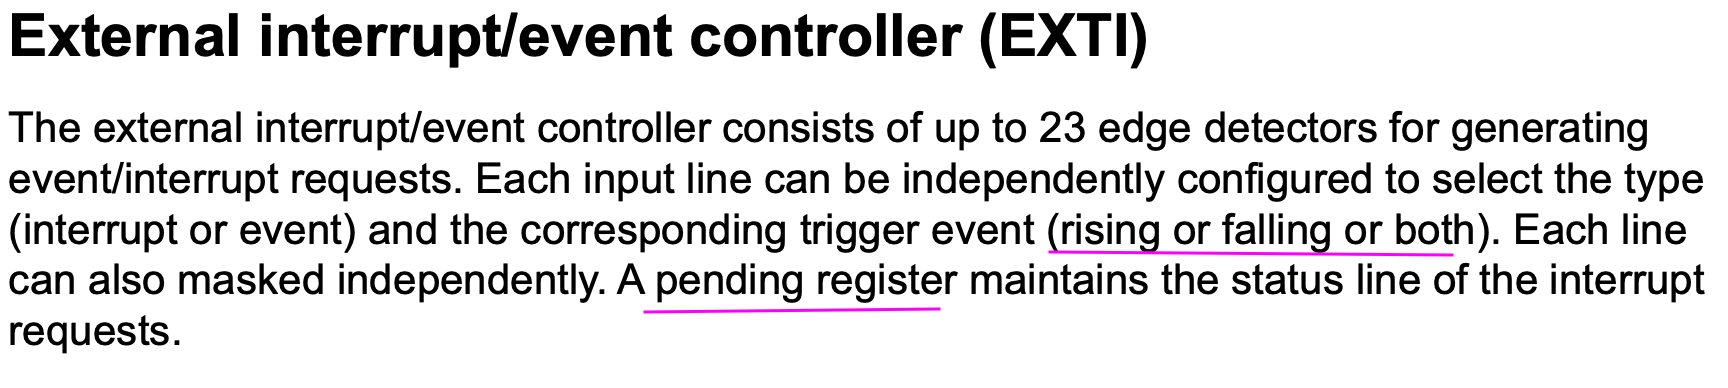 External interrupt/event controller (EXTI)
The external interrupt/event controller consists of up to 23 edge detectors for generating
event/interrupt requests. Each input line can be independently configured to select the type
(interrupt or event) and the corresponding trigger event (rising or falling or both). Each line
can also masked independently. A pending register maintains the status line of the interrupt
requests.